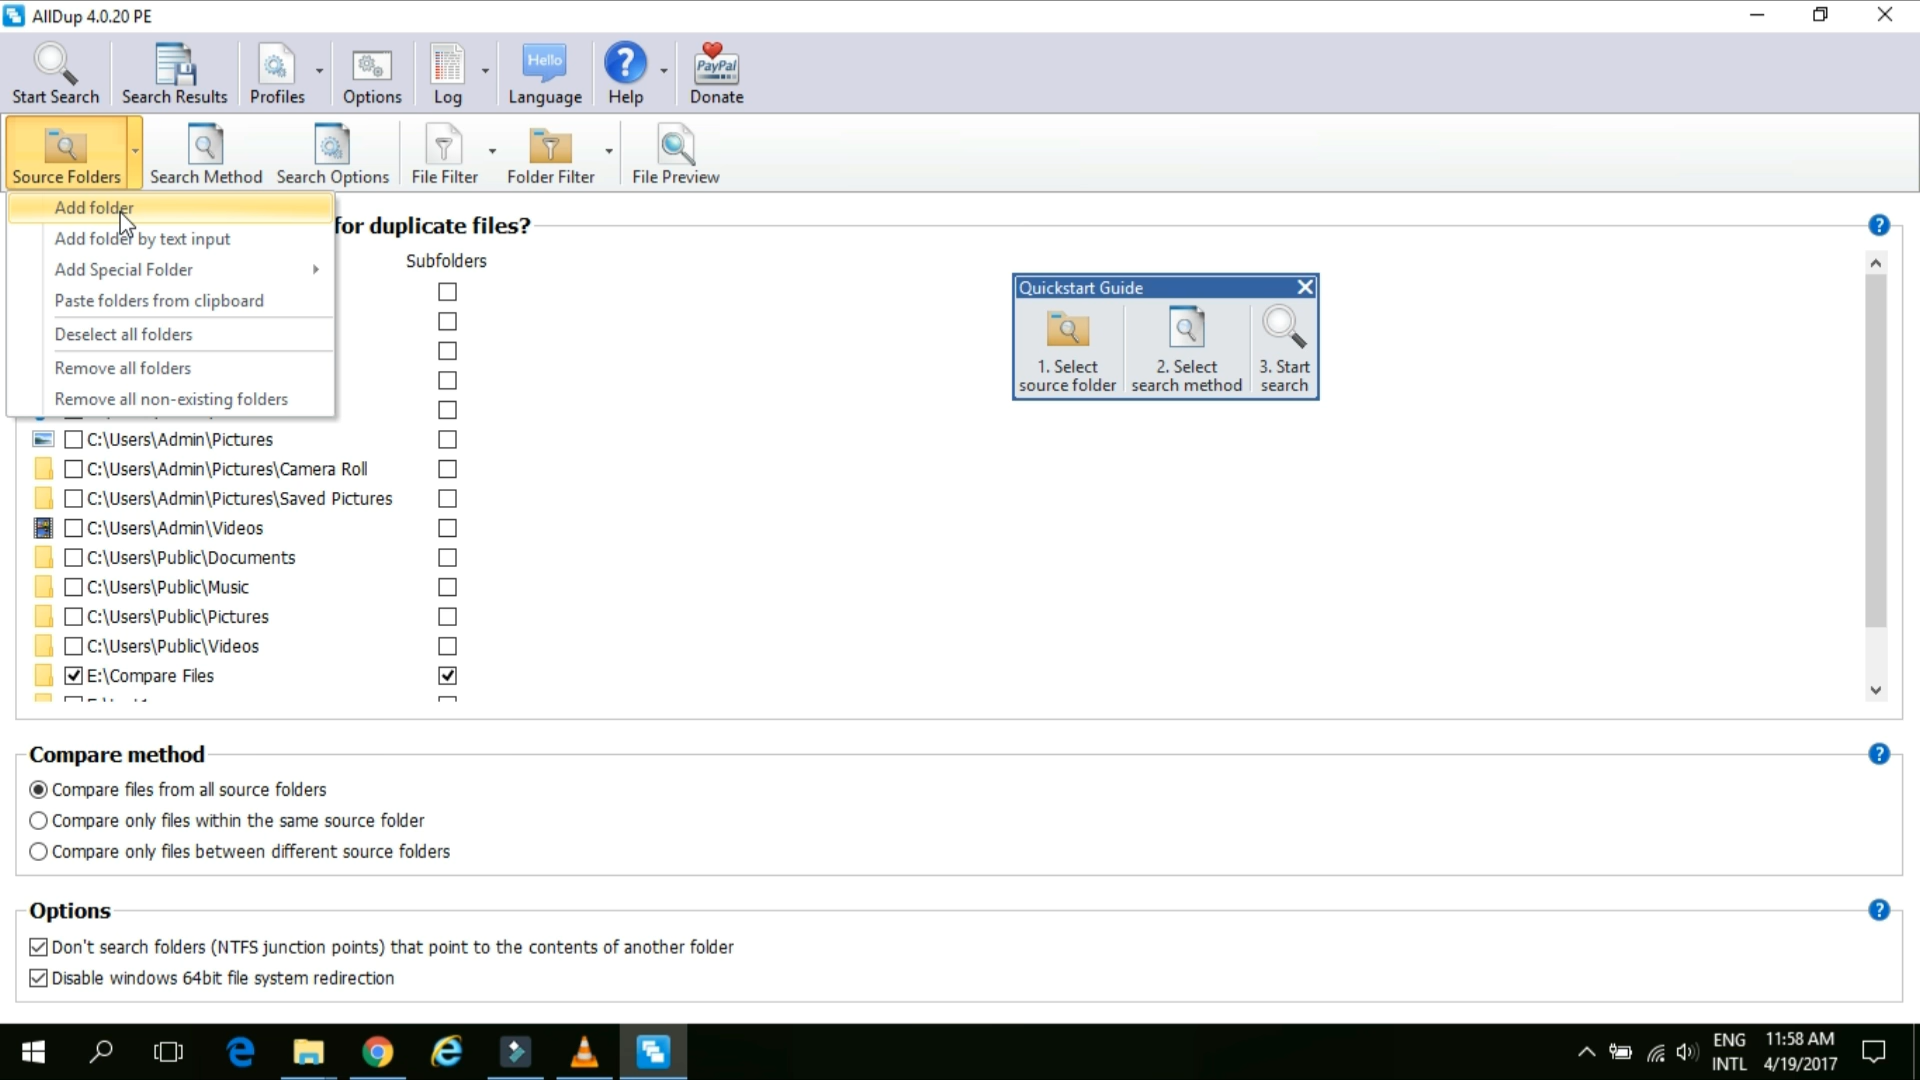 AllDup 4.0.20 PE
Start Search
Search Results
Profiles
Options
Log
Hello
Language
?
Help
PayPal
Donate
Source Folders
Search Method
Search Options
File Filter
Folder Filter
File Preview
Add folder
Add folder by text input
Add Special Folder
Paste folders from clipboard
Deselect all folders
Remove all folders
Remove all non-existing folders
for duplicate files?
?
Subfolders
Quickstart Guide
1. Select
source folder
2. Select
search method
3. Start
search
C:\Users\Admin\Pictures
C:\Users\Admin\Pictures\Camera Roll
C:\Users\Admin\Pictures\Saved Pictures
C:\Users\Admin\Videos
C:\Users\Public\Documents
C:\Users\Public\Music
C:\Users\Public\Pictures
C:\Users\Public\Videos
E:\Compare Files
Compare method
?
Compare files from all source folders
Compare only files within the same source folder
Compare only files between different source folders
Options
?
Don't search folders (NTFS junction points) that point to the contents of another folder
Disable windows 64bit file system redirection
ENG
INTL
11:58 AM
4/19/2017